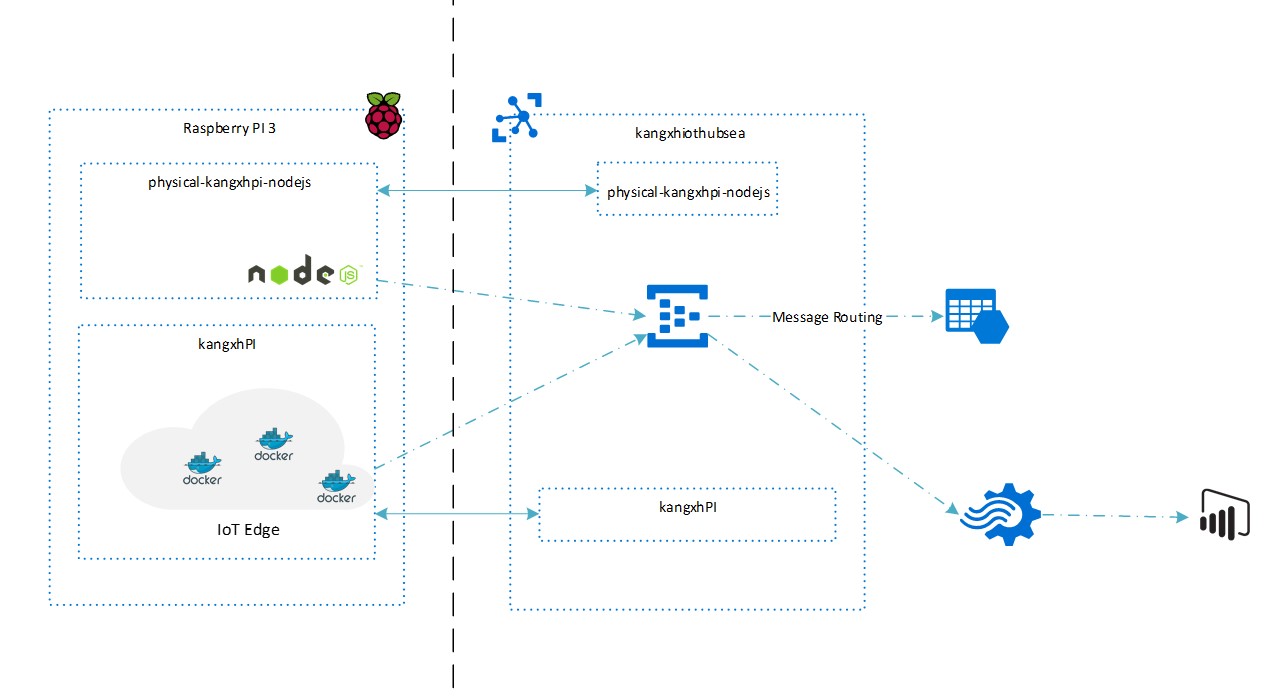 Raspberry PI 3
kangxhiothubsea
physical-kangxhpi-nodejs
physical-kangxhpi-nodejs
node
JS
Message Routing
kangxhPI
docker
docker
docker
kangxhPI
IoT Edge